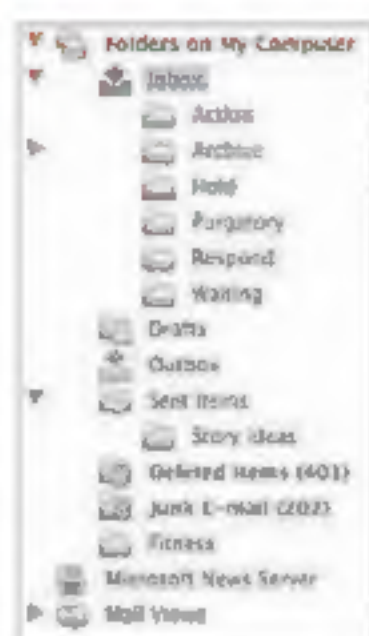 Folders on My Computer
Inbox
Action
Archive
Hold
Purgatory
Respond
Waiting
Drafts
Outbox
Sent Items
Story Ideas
Deleted Items (401)
Junk E-mail (202)
Fitness
Microsoft News Server
Mail Views